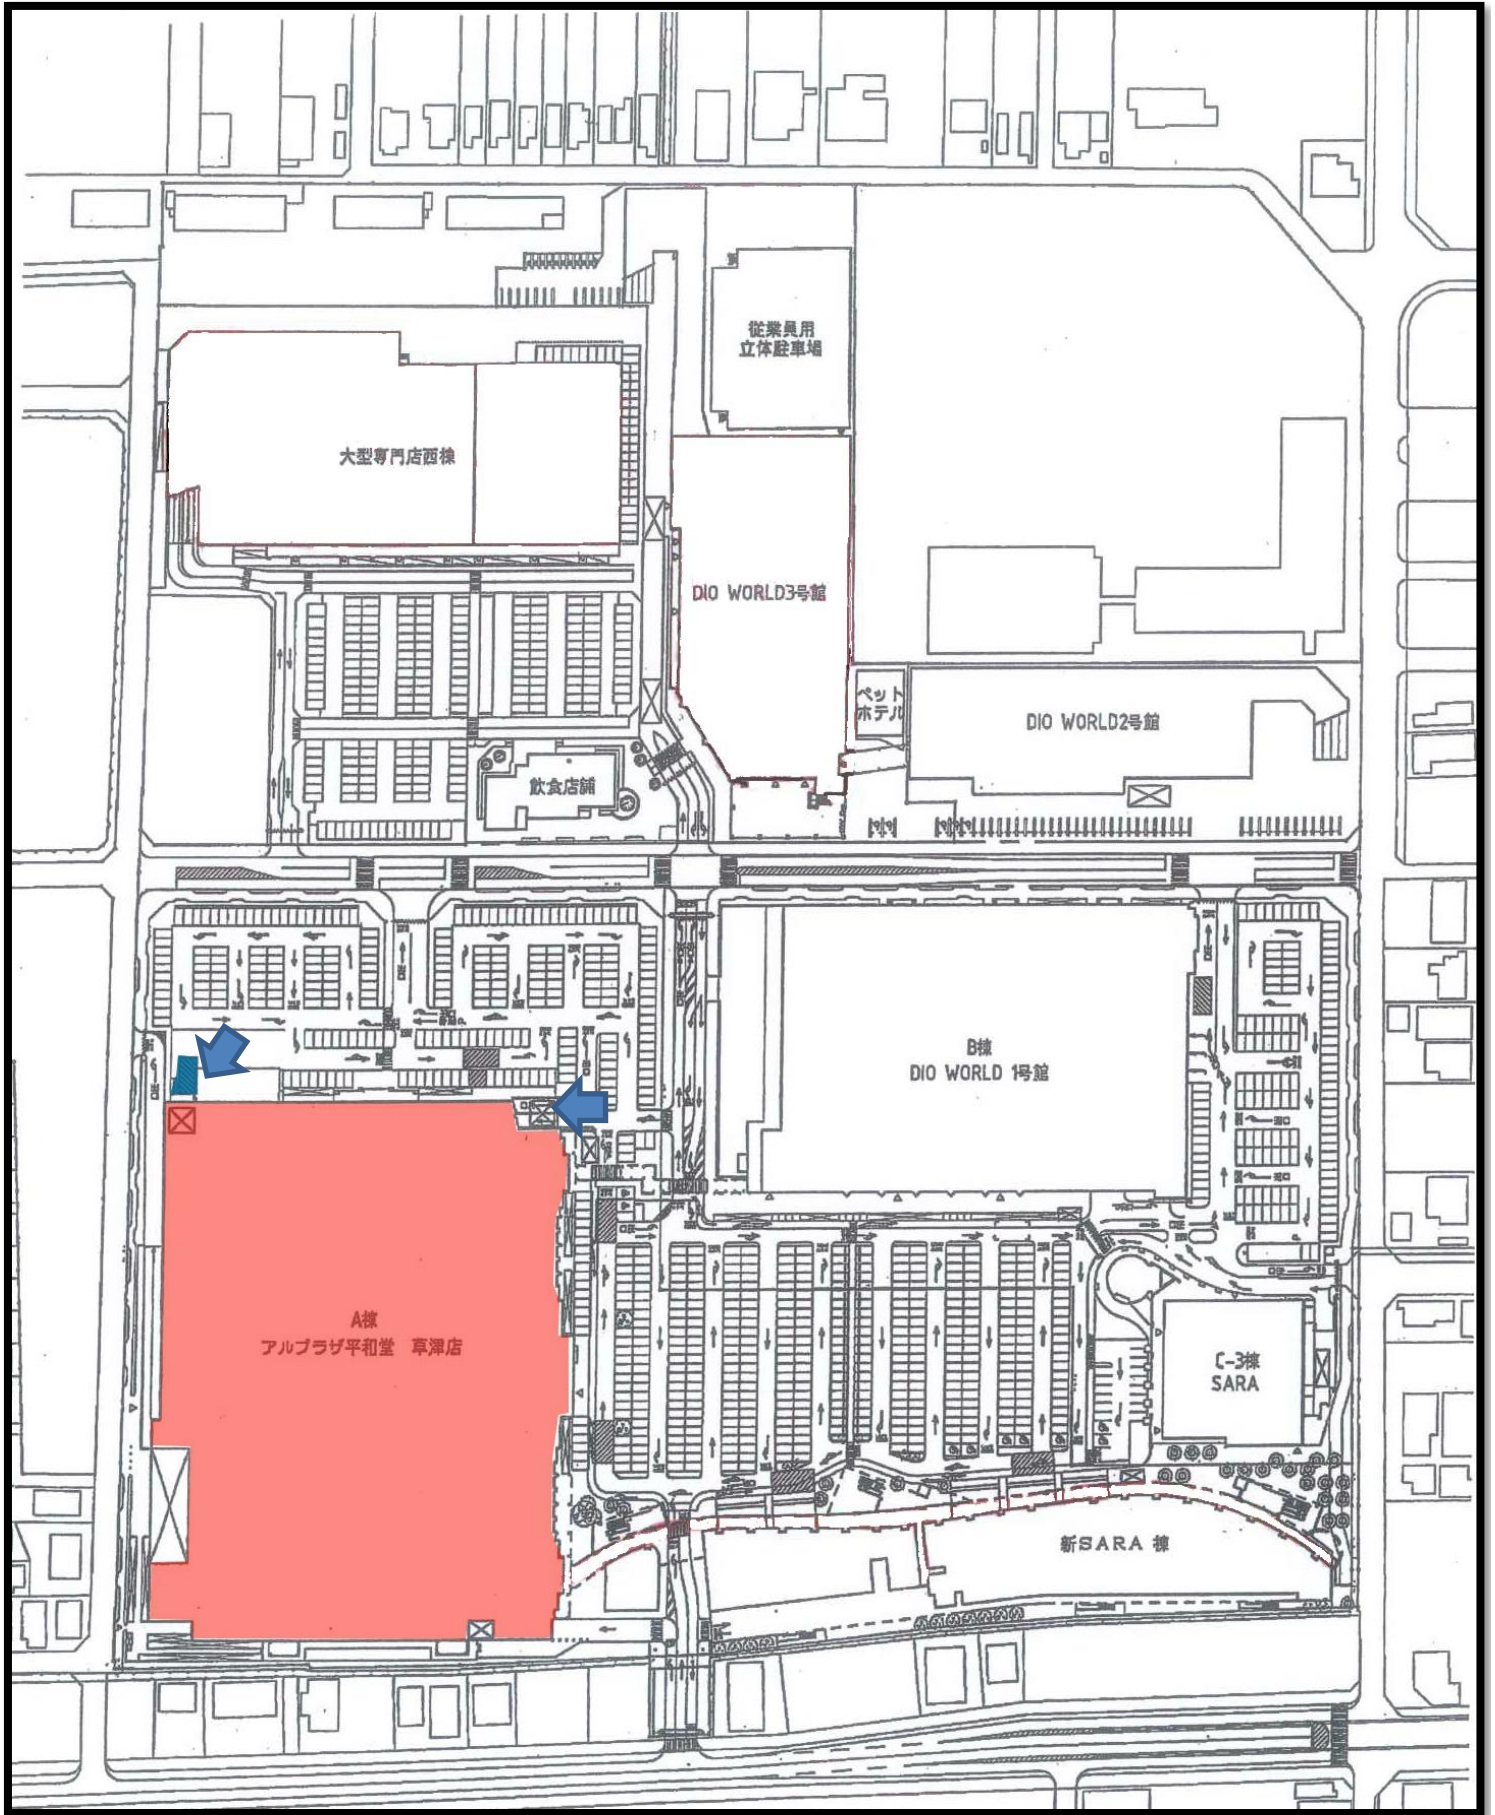 従業員用
立体駐車場
大型専門店西棟
DIO WORLD3号館
ペット
ホテル
DIO WORLD2号館
飲食店舗
B棟
DIO WORLD 1号館
A棟
アルプラザ平和堂 草津店
C-3棟
SARA
新SARA 棟